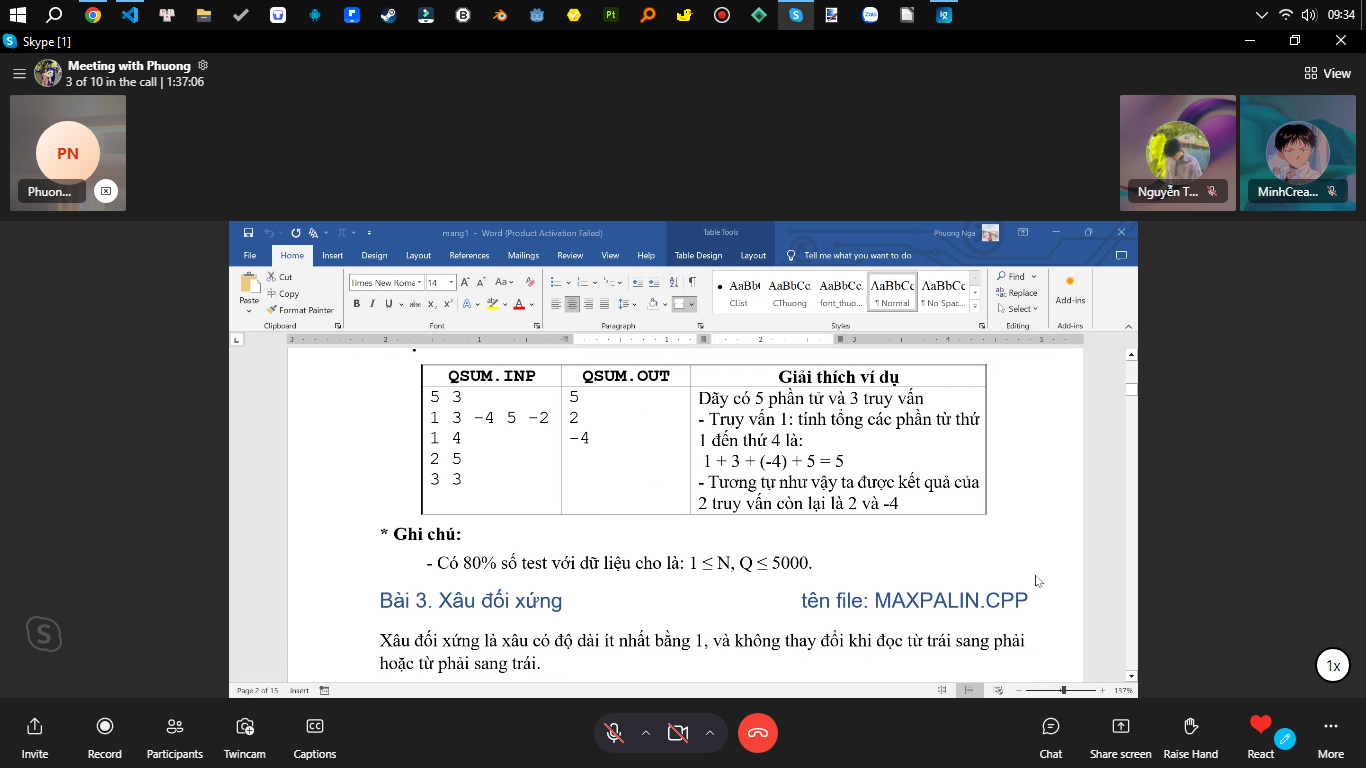 09:34
Skype [1]
Meeting with Phuong
3 of 10 in the call | 1:37:06
View
PN
Phuon...
Nguyễn T...
MinhCrea...
mang1 - Word (Product Activation Failed)
Table Tools
Phuong Nga
File Home Insert Design Layout References Mailings Review View Help Table Design Layout Tell me what you want to do
Paste
Cut
Copy
Format Painter
Clipboard
Times New Roma 14
Font
Paragraph
AaBb AaBbCc AaBbCc AaBbCc AaBbCc
CList CThuong font_thuo... ¶ Normal ¶ No Spac...
Styles
Find
Replace
Select
Editing
Add-ins
Add-ins
QSUM.INP QSUM.OUT Giải thích ví dụ
5 3 5 Dãy có 5 phần tử và 3 truy vấn
1 3 -4 5 -2 2 - Truy vấn 1: tính tổng các phần từ thứ
1 4 -4 1 đến thứ 4 là:
2 5 1 + 3 + (-4) + 5 = 5
3 3 - Tương tự như vậy ta được kết quả của
2 truy vấn còn lại là 2 và -4
* Ghi chú:
- Có 80% số test với dữ liệu cho là: 1 ≤ N, Q ≤ 5000.
Bài 3. Xâu đối xứng tên file: MAXPALIN.CPP
Xâu đối xứng là xâu có độ dài ít nhất bằng 1, và không thay đổi khi đọc từ trái sang phải
hoặc từ phải sang trái.
Page 2 of 15 Insert 137%
1x
Invite Record Participants Twincam Captions Chat Share screen Raise Hand React More